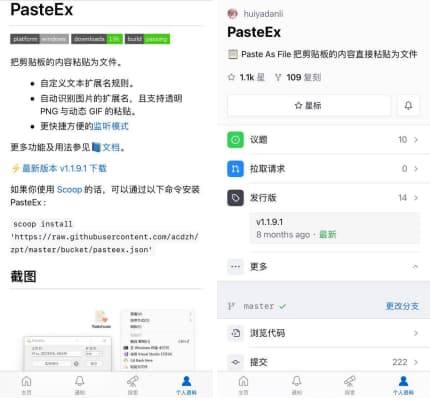 PasteEx
platform windows downloads 19k build passing
把剪贴板的内容粘贴为文件。
自定义文本扩展名规则。
自动识别图片的扩展名，且支持透明
PNG 与动态 GIF 的粘贴。
更快捷方便的监听模式
更多功能及用法参见 文档。
⚡最新版本 v1.1.9.1 下载
如果你使用 Scoop 的话，可以通过以下命令安装
PasteEx :
scoop install
'https://raw.githubusercontent.com/acdzh/
zpt/master/bucket/pasteex.json'
截图
主页
通知
探索
个人资料
huiyadanli
PasteEx
📋 Paste As File 把剪贴板的内容直接粘贴为文件
☆ 1.1k 星 109 复刻
☆ 星标
议题 10
拉取请求 0
发行版 14
v1.1.9.1
8 months ago · 最新
更多
master ✓ 更改分支
浏览代码
提交 222
主页
通知
探索
个人资料